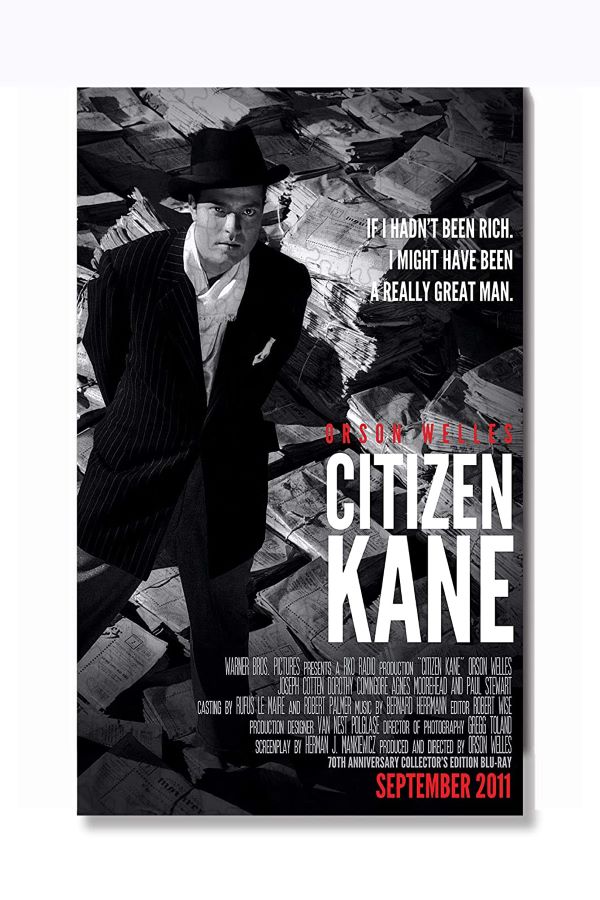 IF I HADN'T BEEN RICH.
I MIGHT HAVE BEEN
A REALLY GREAT MAN.
ORSON WELLES
CITIZEN
KANE
WARNER BROS. PICTURES PRESENTS A RKO RADIO PRODUCTION "CITIZEN KANE" ORSON WELLES
JOSEPH COTTEN DOROTHY COMINGORE AGNES MOOREHEAD AND PAUL STEWART
CASTING BY RUFUS LE MAIRE AND ROBERT PALMER MUSIC BY BERNARD HERRMANN EDITOR ROBERT WISE
PRODUCTION DESIGNER VAN NEST POLGLASE DIRECTOR OF PHOTOGRAPHY GREGG TOLAND
SCREENPLAY BY HERMAN J. MANKIEWICZ PRODUCED AND DIRECTED BY ORSON WELLES
70TH ANNIVERSARY COLLECTOR'S EDITION BLU-RAY
SEPTEMBER 2011